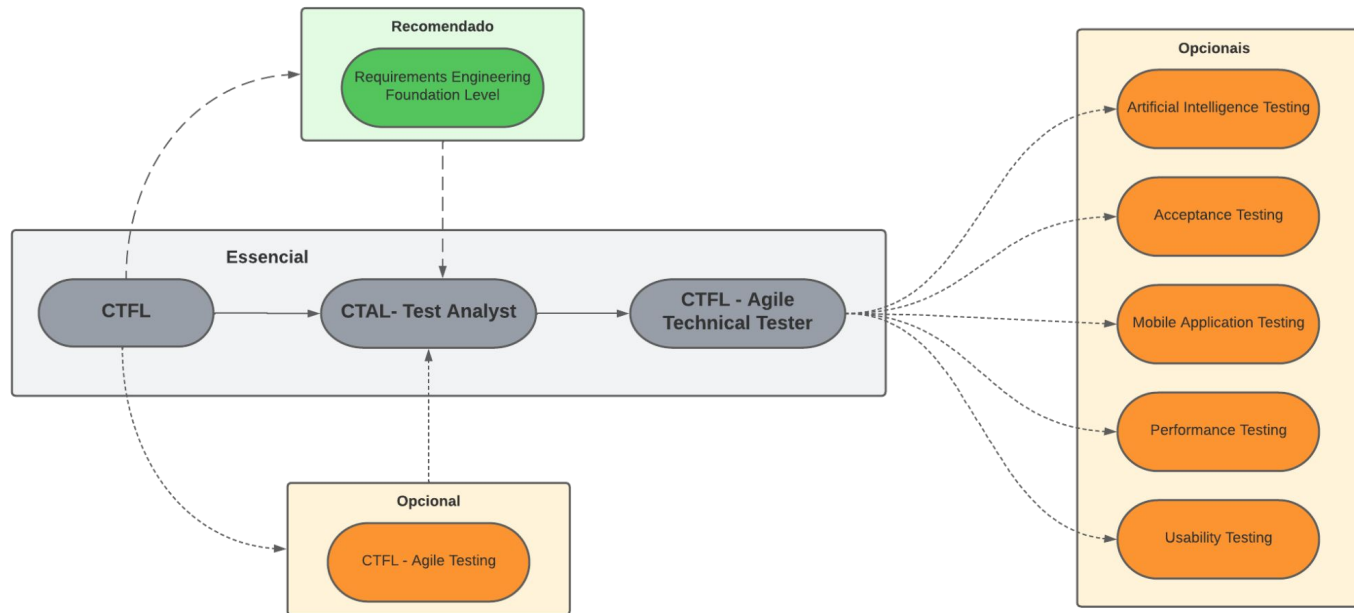 Recomendado
Requirements Engineering
Foundation Level
Essencial
CTFL
CTAL- Test Analyst
CTFL - Agile
Technical Tester
Opcional
CTFL - Agile Testing
Opcionais
Artificial Intelligence Testing
Acceptance Testing
Mobile Application Testing
Performance Testing
Usability Testing